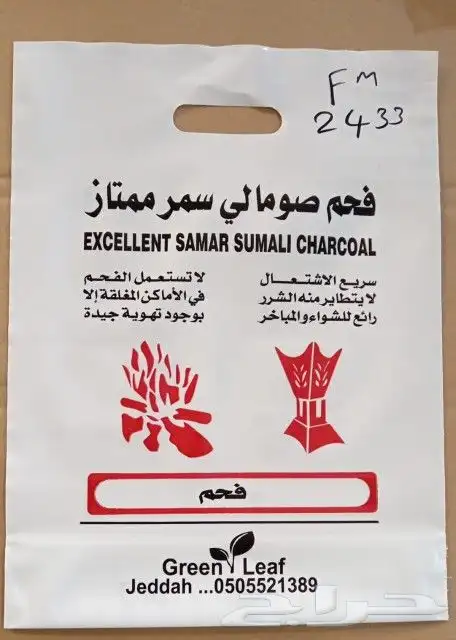 FM
2433
فحم صومالي سمر ممتاز
EXCELLENT SAMAR SUMALI CHARCOAL
سريع الاشتعـــال
لا يتطاير منه الشرر
رائع للشواء والمباخر
لا تستعمل الفحم
في الأماكن المغلقة إلا
بوجود تهوية جيدة
فحم
Green Leaf
Jeddah ...0505521389
حراج